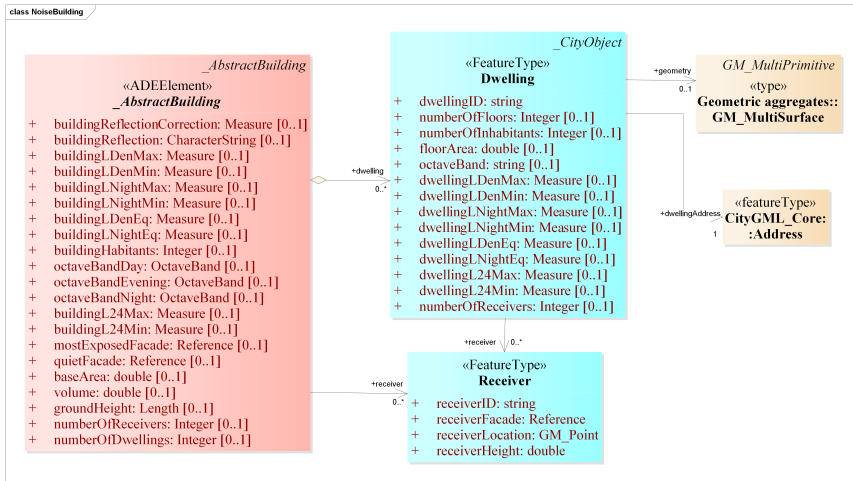 class NoiseBuilding
_AbstractBuilding
«ADEElement»
_AbstractBuilding
+ buildingReflectionCorrection: Measure [0..1]
+ buildingReflection: CharacterString [0..1]
+ buildingLDenMax: Measure [0..1]
+ buildingLDenMin: Measure [0..1]
+ buildingLNightMax: Measure [0..1]
+ buildingLNightMin: Measure [0..1]
+ buildingLDenEq: Measure [0..1]
+ buildingLNightEq: Measure [0..1]
+ buildingHabitants: Integer [0..1]
+ octaveBandDay: OctaveBand [0..1]
+ octaveBandEvening: OctaveBand [0..1]
+ octaveBandNight: OctaveBand [0..1]
+ buildingL24Max: Measure [0..1]
+ buildingL24Min: Measure [0..1]
+ mostExposedFacade: Reference [0..1]
+ quietFacade: Reference [0..1]
+ baseArea: double [0..1]
+ volume: double [0..1]
+ groundHeight: Length [0..1]
+ numberOfReceivers: Integer [0..1]
+ numberOfDwellings: Integer [0..1]
+dwelling
0..*
_CityObject
«FeatureType»
Dwelling
+ dwellingID: string
+ numberOfFloors: Integer [0..1]
+ numberOfInhabitants: Integer [0..1]
+ floorArea: double [0..1]
+ octaveBand: string [0..1]
+ dwellingLDenMax: Measure [0..1]
+ dwellingLDenMin: Measure [0..1]
+ dwellingLNightMax: Measure [0..1]
+ dwellingLNightMin: Measure [0..1]
+ dwellingLDenEq: Measure [0..1]
+ dwellingLNightEq: Measure [0..1]
+ dwellingL24Max: Measure [0..1]
+ dwellingL24Min: Measure [0..1]
+ numberOfReceivers: Integer [0..1]
+geometry
0..1
GM_MultiPrimitive
«type»
Geometric aggregates::
GM_MultiSurface
+dwellingAddress
1
«featureType»
CityGML_Core:
:Address
+receiver 0..*
+receiver
0..*
«FeatureType»
Receiver
+ receiverID: string
+ receiverFacade: Reference
+ receiverLocation: GM_Point
+ receiverHeight: double